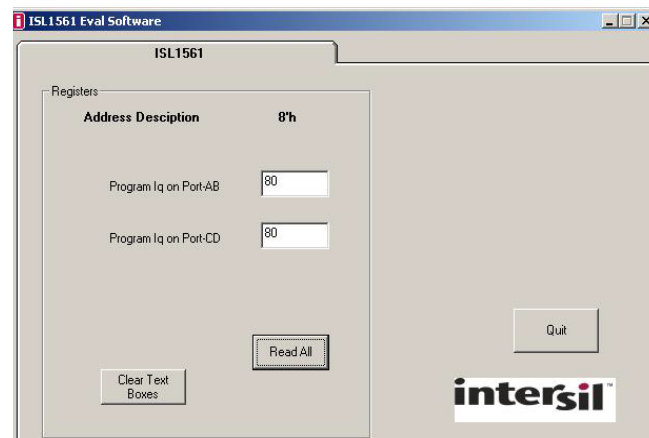 ISL1561 Eval Software
ISL1561
Registers
Address Desciption 8'h
Program Iq on Port-AB 80
Program Iq on Port-CD 80
Read All
Quit
Clear Text
Boxes
intersil™